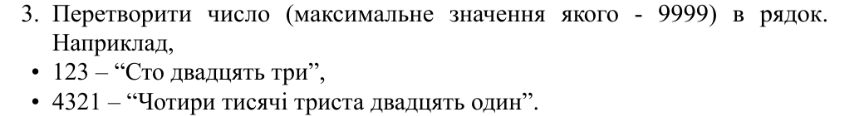 3. Перетворити число (максимальне значення якого - 9999) в рядок.
Наприклад,
• 123 – “Сто двадцять три”,
• 4321 – “Чотири тисячі триста двадцять один”.